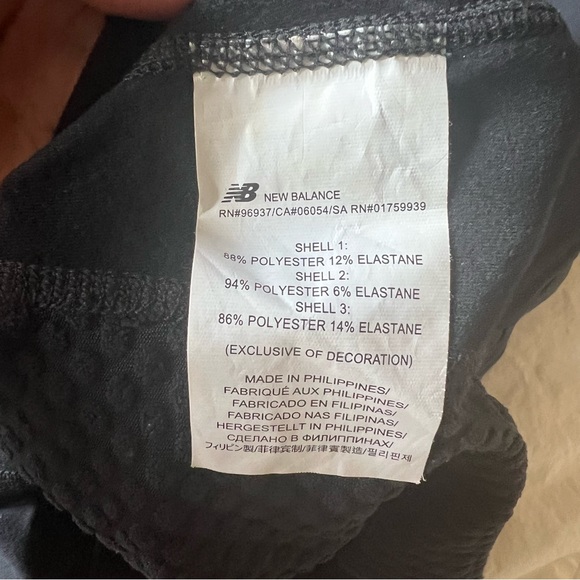 NB NEW BALANCE
RN#96937/CA#06054/SA RN#01759939
SHELL 1:
88% POLYESTER 12% ELASTANE
SHELL 2:
94% POLYESTER 6% ELASTANE
SHELL 3:
86% POLYESTER 14% ELASTANE
(EXCLUSIVE OF DECORATION)
MADE IN PHILIPPINES/
FABRIQUÉ AUX PHILIPPINES/
FABRICADO EN FILIPINAS/
FABRICADO NAS FILIPINAS/
HERGESTELLT IN PHILIPPINES/
СДЕЛАНО В ФИЛИППИНАХ/
フィリピン製/菲律宾制/菲律賓製造/필리핀제